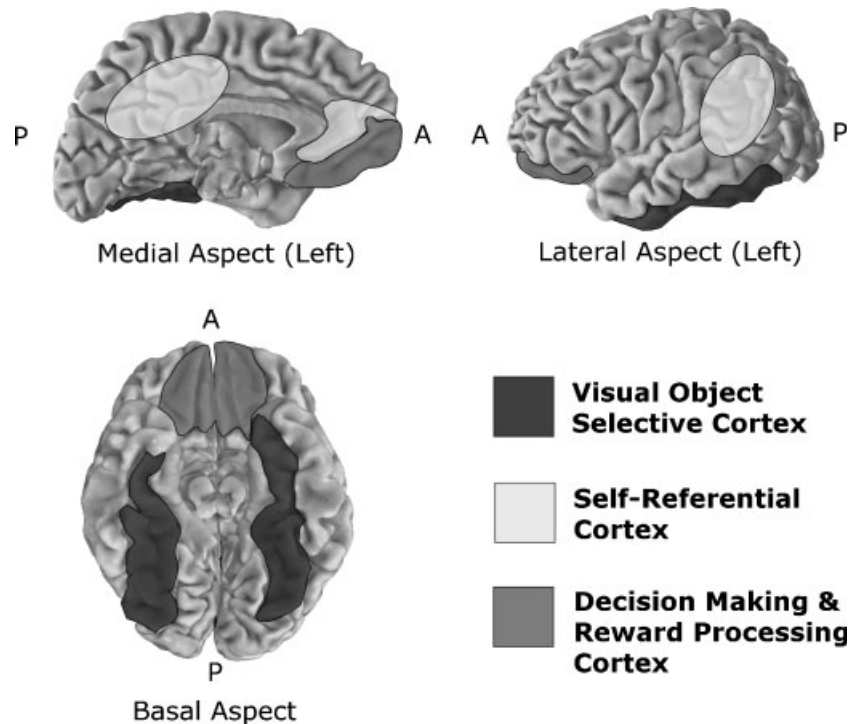 P
A
Medial Aspect (Left)
A
P
Lateral Aspect (Left)
A
P
Basal Aspect
Visual Object
Selective Cortex
Self-Referential
Cortex
Decision Making &
Reward Processing
Cortex